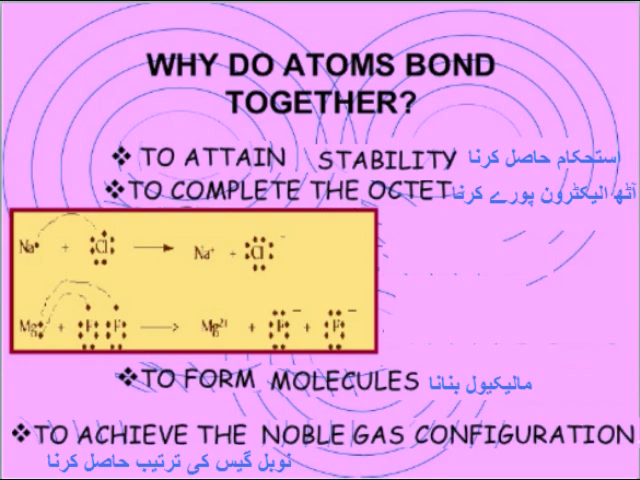 WHY DO ATOMS BOND
TOGETHER?
❖ TO ATTAIN STABILITY استحکام حاصل کرنا
❖ TO COMPLETE THE OCTET آٹھ الیکٹرون پورے کرنا
Na + Cl → Na⁺ + Cl⁻
Mg + F F → Mg²⁺ + F⁻ + F⁻
❖ TO FORM MOLECULES مالیکیول بنانا
❖ TO ACHIEVE THE NOBLE GAS CONFIGURATION
نوبل گیس کی ترتیب حاصل کرنا